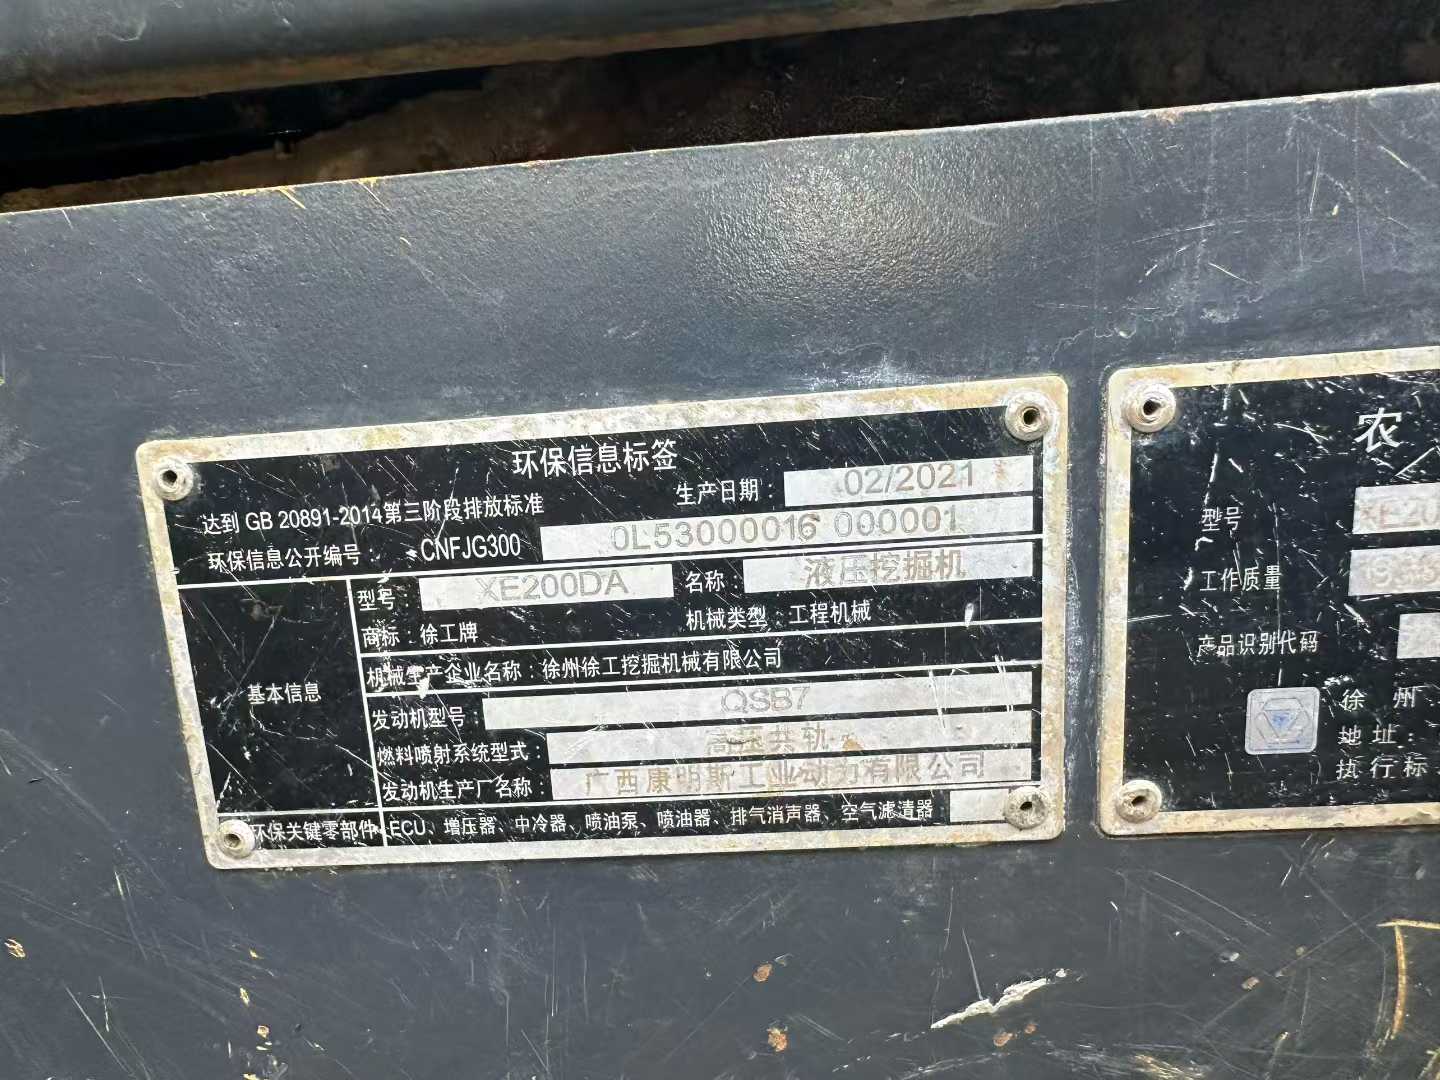 环保信息标签
达到 GB 20891-2014第三阶段排放标准 生产日期： 02/2021
环保信息公开编号： CNFJG300 0L53000016 000001
基本信息
型号 XE200DA 名称： 液压挖掘机
商标：徐工牌 机械类型：工程机械
机械生产企业名称：徐州徐工挖掘机械有限公司
发动机型号： QSB7
燃料喷射系统型式： 高压共轨
发动机生产厂名称： 广西康明斯工业动力有限公司
环保关键零部件 ECU、增压器、中冷器、喷油泵、喷油器、排气消声器、空气滤清器
农
型号 XE20
工作质量
产品识别代码
徐 州
地址：
执行标